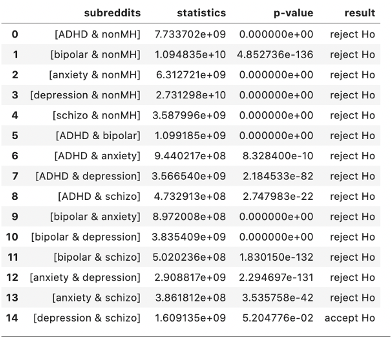 subreddits statistics p-value result
0 [ADHD & nonMH] 7.733702e+09 0.000000e+00 reject Ho
1 [bipolar & nonMH] 1.094835e+10 4.852736e-136 reject Ho
2 [anxiety & nonMH] 6.312721e+09 0.000000e+00 reject Ho
3 [depression & nonMH] 2.731298e+10 0.000000e+00 reject Ho
4 [schizo & nonMH] 3.587996e+09 0.000000e+00 reject Ho
5 [ADHD & bipolar] 1.099185e+09 0.000000e+00 reject Ho
6 [ADHD & anxiety] 9.440217e+08 8.328400e-10 reject Ho
7 [ADHD & depression] 3.566540e+09 2.184533e-82 reject Ho
8 [ADHD & schizo] 4.732913e+08 2.747983e-22 reject Ho
9 [bipolar & anxiety] 8.972008e+08 0.000000e+00 reject Ho
10 [bipolar & depression] 3.835409e+09 0.000000e+00 reject Ho
11 [bipolar & schizo] 5.020236e+08 1.830150e-132 reject Ho
12 [anxiety & depression] 2.908817e+09 2.294697e-131 reject Ho
13 [anxiety & schizo] 3.861812e+08 3.535758e-42 reject Ho
14 [depression & schizo] 1.609135e+09 5.204776e-02 accept Ho